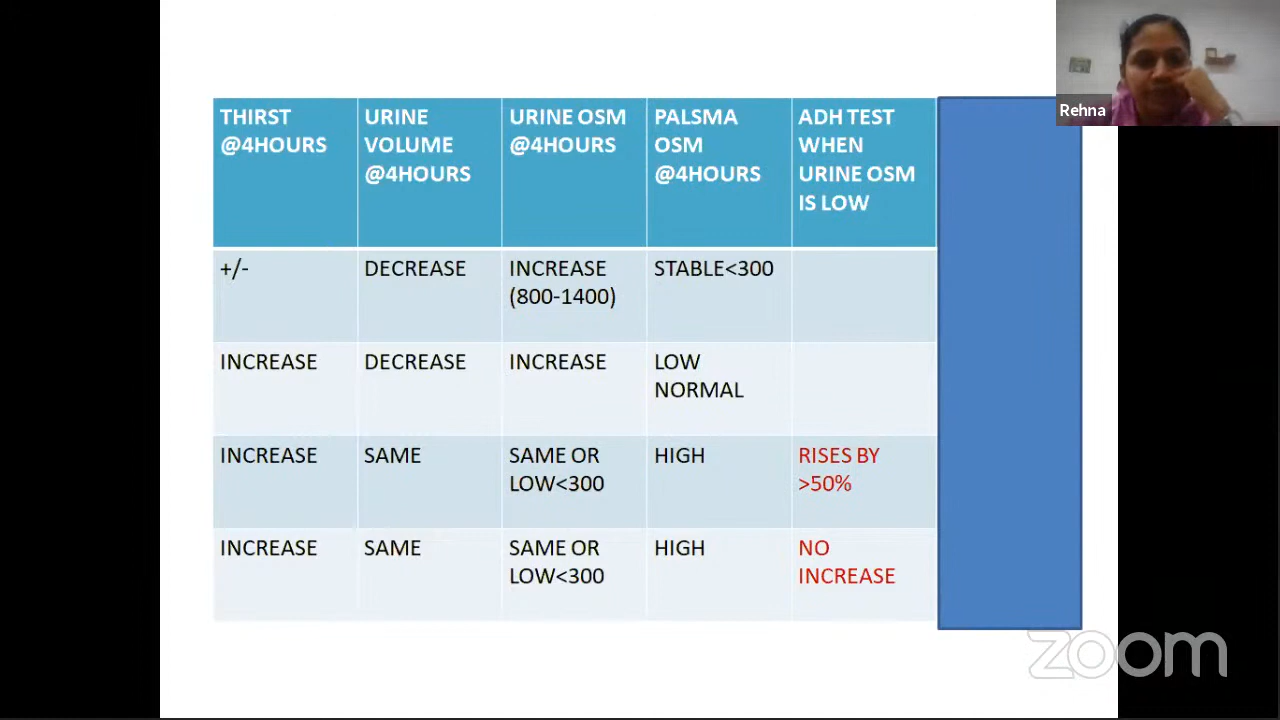 Rehna
THIRST
@4HOURS
URINE
VOLUME
@4HOURS
URINE OSM
@4HOURS
PALSMA
OSM
@4HOURS
ADH TEST
WHEN
URINE OSM
IS LOW
+/-
DECREASE
INCREASE
(800-1400)
STABLE<300
INCREASE
DECREASE
INCREASE
LOW
NORMAL
INCREASE
SAME
SAME OR
LOW<300
HIGH
RISES BY
>50%
INCREASE
SAME
SAME OR
LOW<300
HIGH
NO
INCREASE
zoom